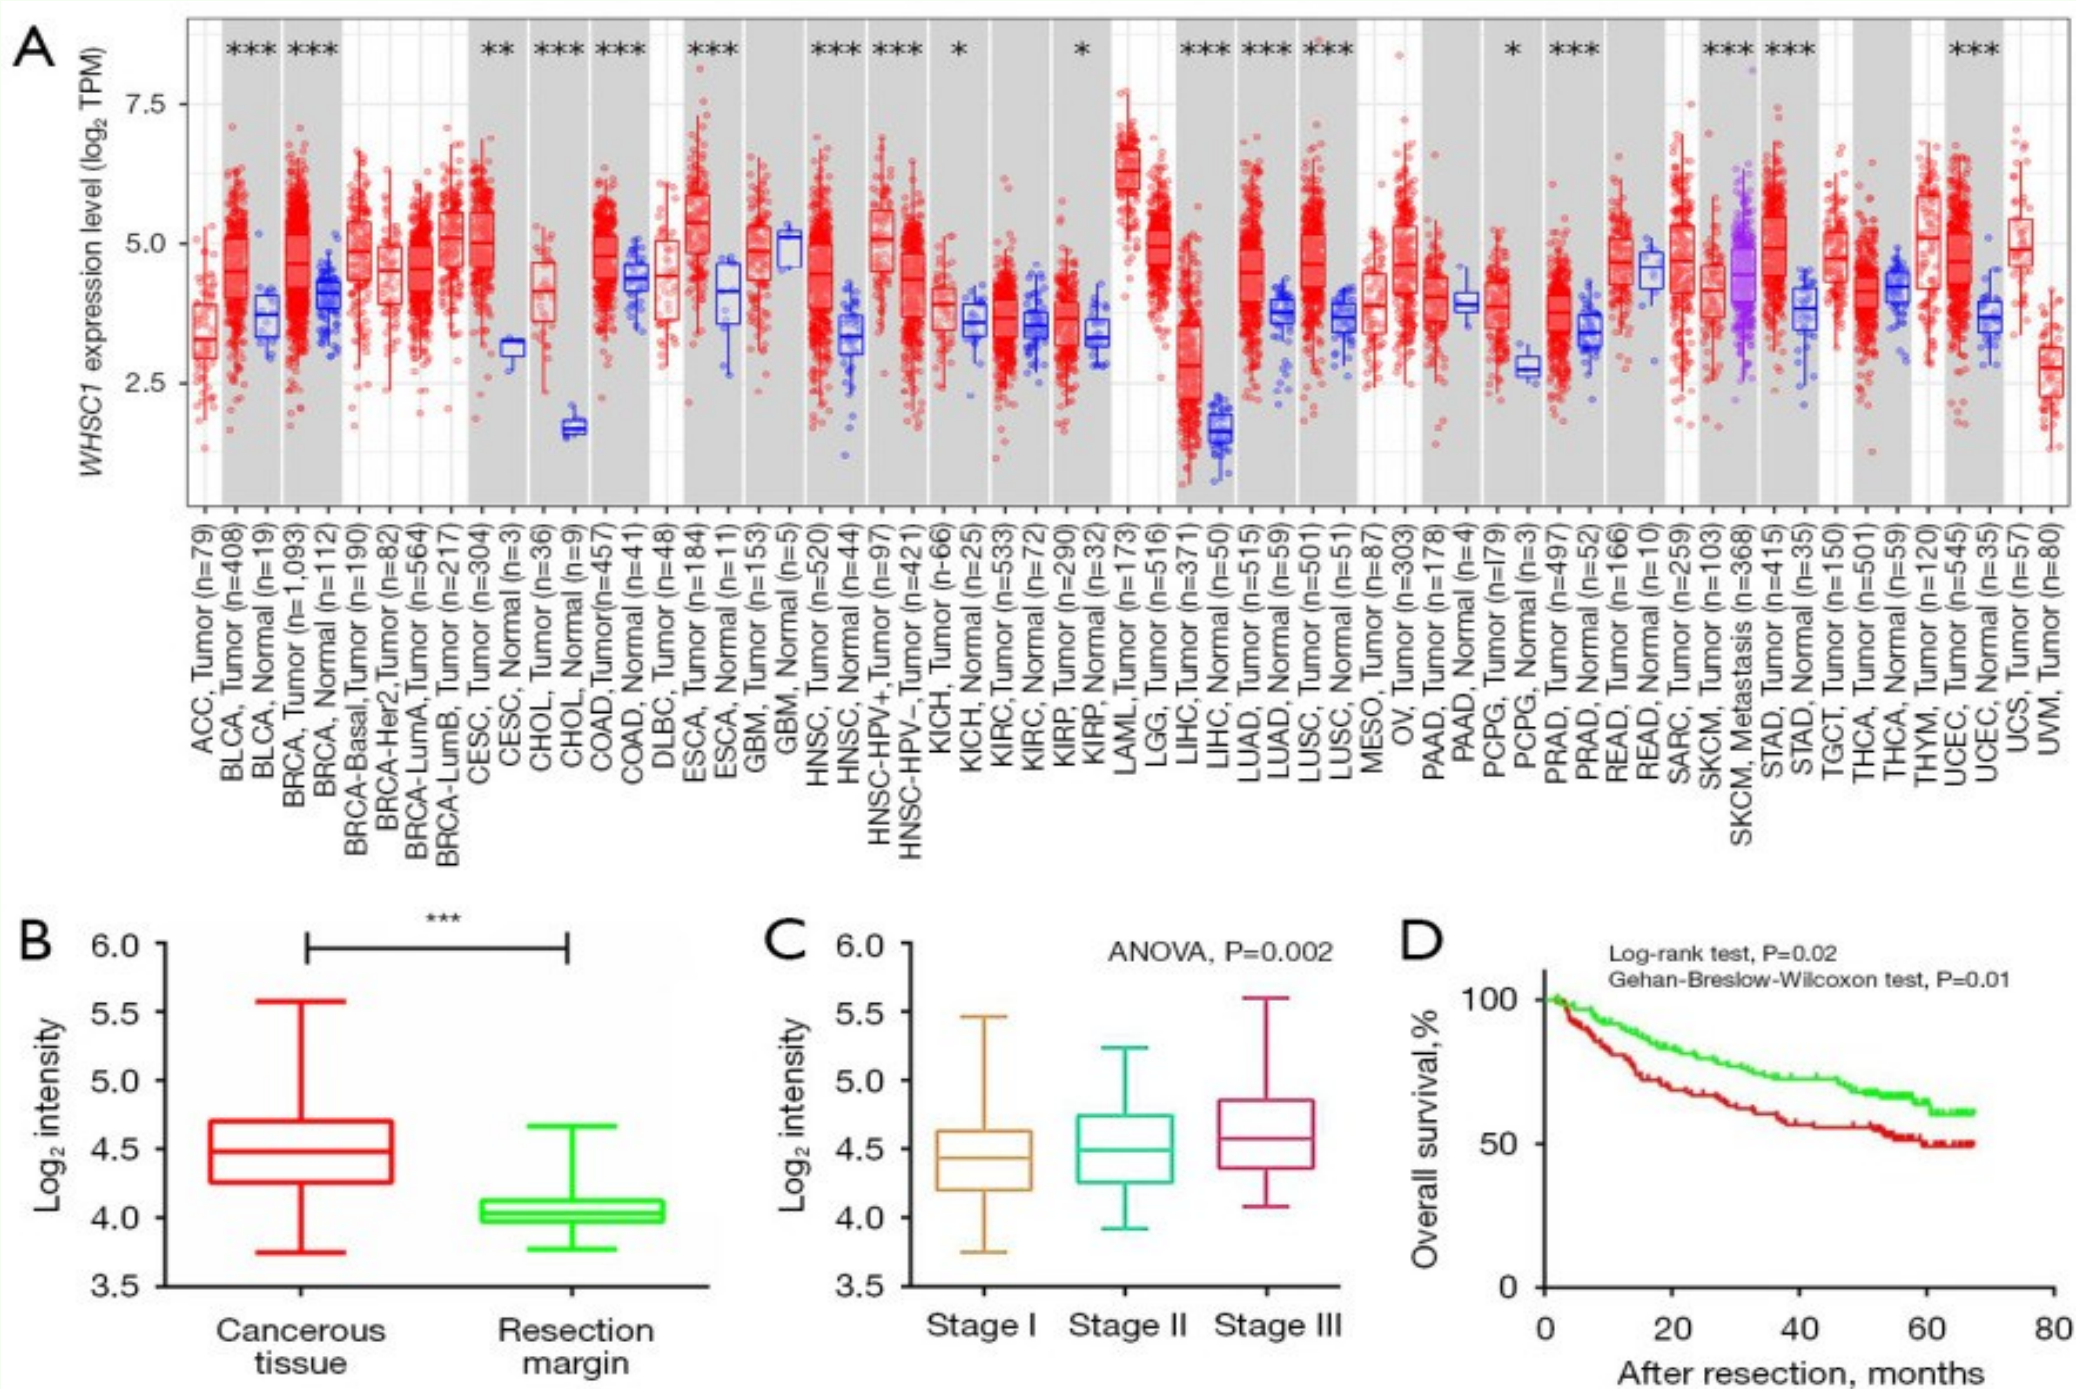 A
WHSC1 expression level (log₂ TPM)
*** *** ** *** *** *** *** *** * * *** *** *** * *** *** *** ***
7.5
5.0
2.5
ACC, Tumor (n=79)
BLCA, Tumor (n=408)
BLCA, Normal (n=19)
BRCA, Tumor (n=1,093)
BRCA, Normal (n=112)
BRCA-Basal,Tumor (n=190)
BRCA-Her2,Tumor (n=82)
BRCA-LumA,Tumor (n=564)
BRCA-LumB, Tumor (n=217)
CESC, Tumor (n=304)
CESC, Normal (n=3)
CHOL, Tumor (n=36)
CHOL, Normal (n=9)
COAD,Tumor(n=457)
COAD, Normal (n=41)
DLBC, Tumor (n=48)
ESCA, Tumor (n=184)
ESCA, Normal (n=11)
GBM, Tumor (n=153)
GBM, Normal (n=5)
HNSC, Tumor (n=520)
HNSC, Normal (n=44)
HNSC-HPV+,Tumor (n=97)
HNSC-HPV−, Tumor (n=421)
KICH, Tumor (n-66)
KICH, Normal (n=25)
KIRC, Tumor (n=533)
KIRC, Normal (n=72)
KIRP, Tumor (n=290)
KIRP, Normal (n=32)
LAML,Tumor (n=173)
LGG, Tumor (n=516)
LIHC, Tumor (n=371)
LIHC, Normal (n=50)
LUAD, Tumor (n=515)
LUAD, Normal (n=59)
LUSC, Tumor (n=501)
LUSC, Normal (n=51)
MESO, Tumor (n=87)
OV, Tumor (n=303)
PAAD, Tumor (n=178)
PAAD, Normal (n=4)
PCPG, Tumor (n=I79)
PCPG, Normal (n=3)
PRAD, Tumor (n=497)
PRAD, Normal (n=52)
READ, Tumor (n=166)
READ, Normal (n=10)
SARC, Tumor (n=259)
SKCM, Tumor (n=103)
SKCM, Metastasis (n=368)
STAD, Tumor (n=415)
STAD, Normal (n=35)
TGCT, Tumor (n=150)
THCA, Tumor (n=501)
THCA, Normal (n=59)
THYM, Tumor (n=120)
UCEC, Tumor (n=545)
UCEC, Normal (n=35)
UCS, Tumor (n=57)
UVM, Tumor (n=80)
B
***
Log₂ intensity
6.0
5.5
5.0
4.5
4.0
3.5
Cancerous
tissue
Resection
margin
C
ANOVA, P=0.002
Log₂ intensity
6.0
5.5
5.0
4.5
4.0
3.5
Stage I
Stage II
Stage III
D
Log-rank test, P=0.02
Gehan-Breslow-Wilcoxon test, P=0.01
Overall survival,%
100
50
0
0 20 40 60 80
After resection, months